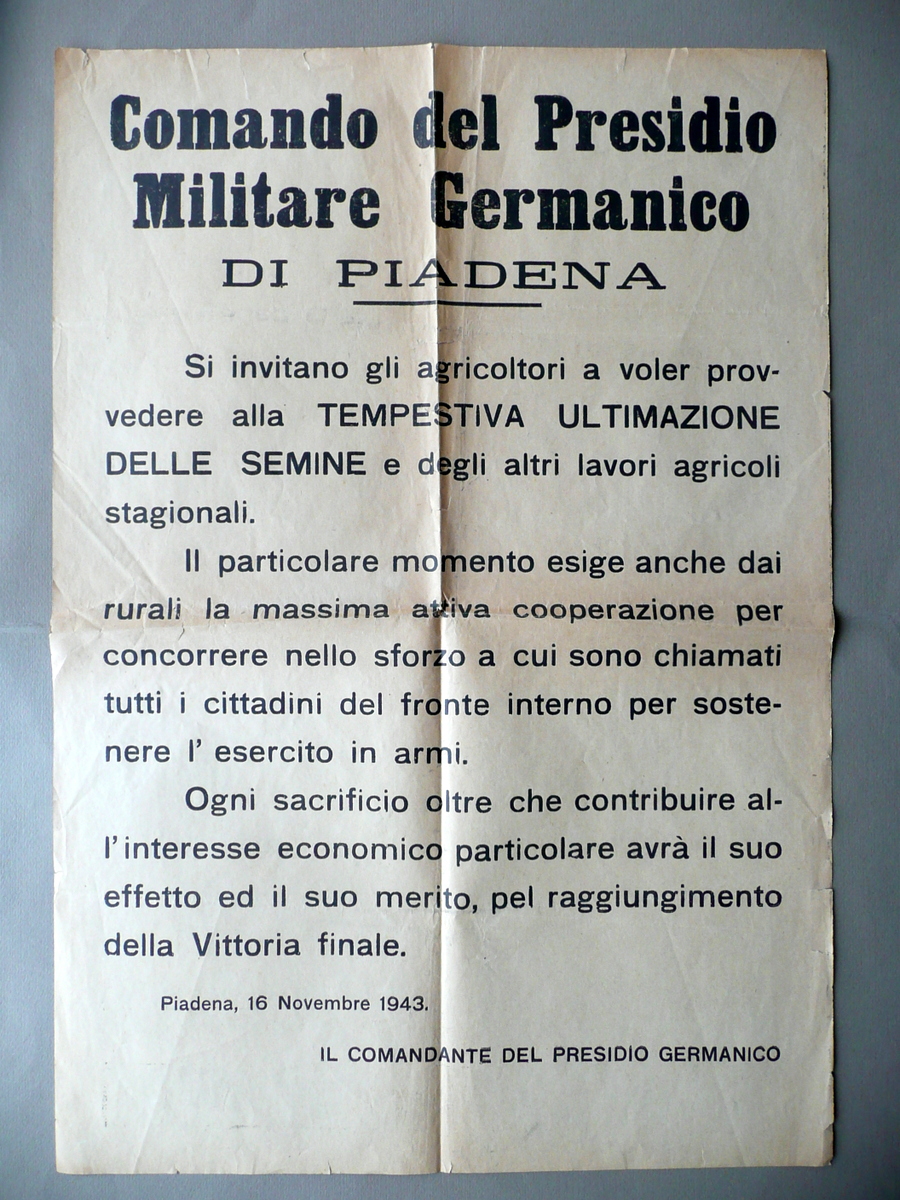 Comando del Presidio
Militare Germanico
DI PIADENA
Si invitano gli agricoltori a voler prov-
vedere alla TEMPESTIVA ULTIMAZIONE
DELLE SEMINE e degli altri lavori agricoli
stagionali.
Il particolare momento esige anche dai
rurali la massima attiva cooperazione per
concorrere nello sforzo a cui sono chiamati
tutti i cittadini del fronte interno per soste-
nere l' esercito in armi.
Ogni sacrificio oltre che contribuire al-
l'interesse economico particolare avrà il suo
effetto ed il suo merito, pel raggiungimento
della Vittoria finale.
Piadena, 16 Novembre 1943.
IL COMANDANTE DEL PRESIDIO GERMANICO